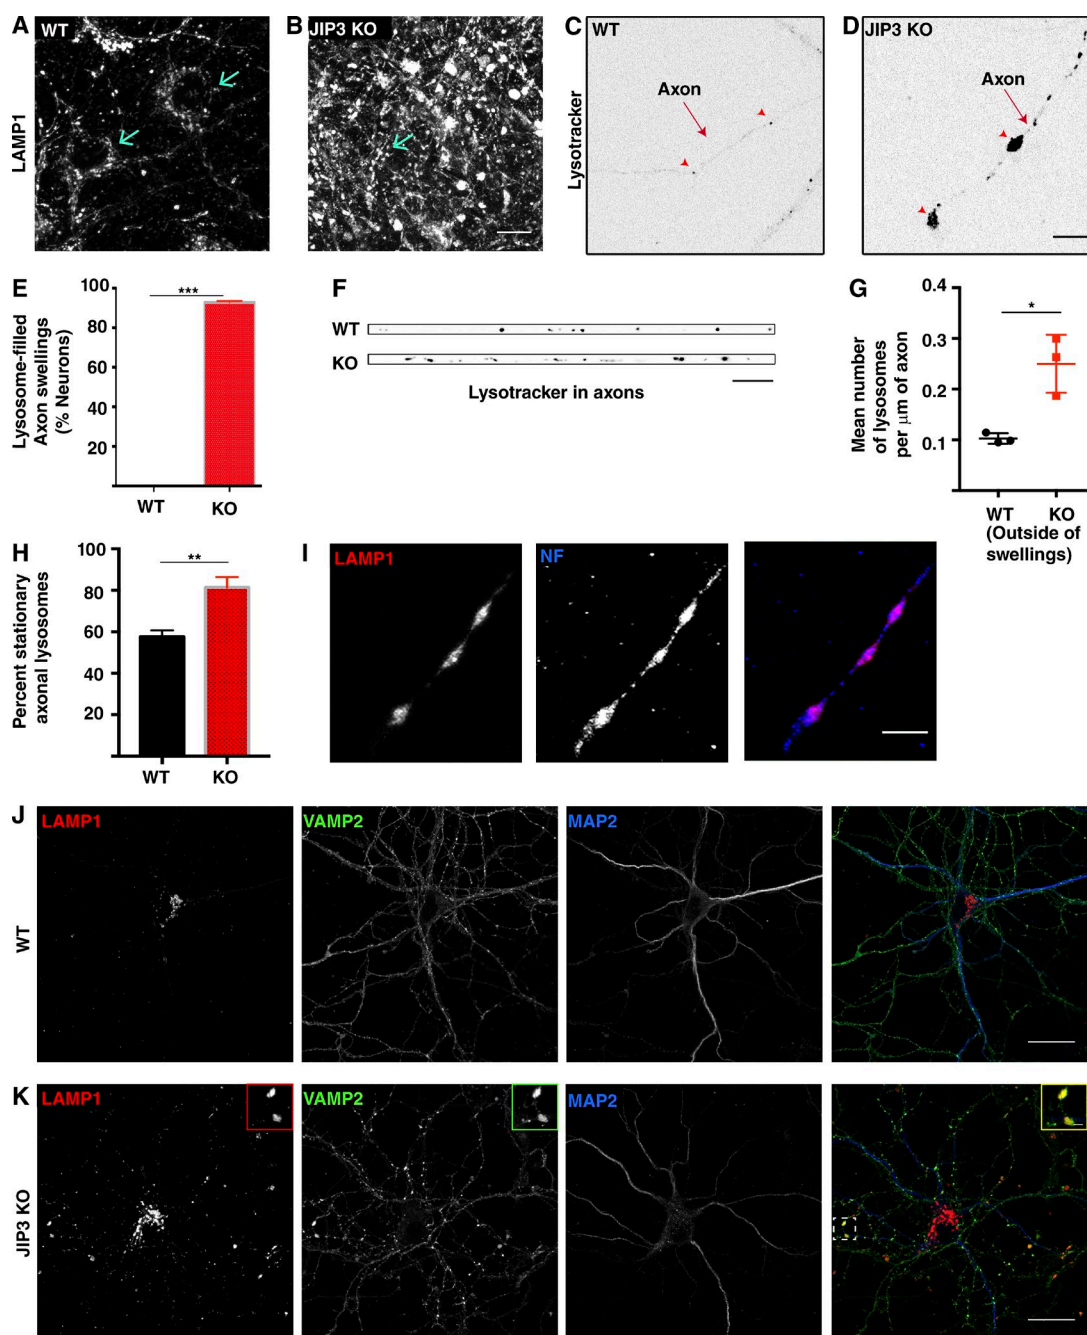 A
WT
LAMP1
B
JIP3 KO
C
WT
Axon
Lysotracker
D
JIP3 KO
Axon
E
Lysosome-filled
Axon swellings
(% Neurons)
100
80
60
40
20
***
WT
KO
F
WT
KO
Lysotracker in axons
G
Mean number
of lysosomes
per μm of axon
0.4
0.3
0.2
0.1
*
WT
KO
(Outside of
swellings)
H
Percent stationary
axonal lysosomes
100
80
60
40
20
**
WT
KO
I
LAMP1
NF
J
WT
LAMP1
VAMP2
MAP2
K
JIP3 KO
LAMP1
VAMP2
MAP2